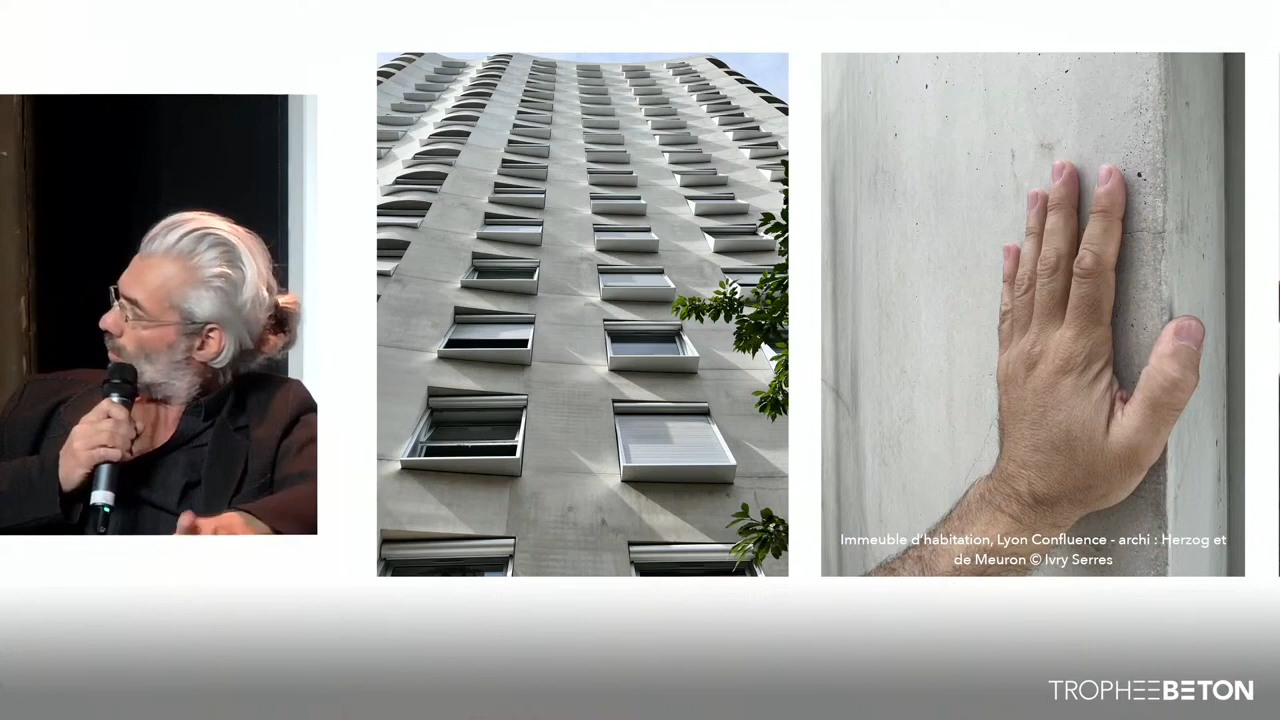 Immeuble d'habitation, Lyon Confluence - archi : Herzog et
de Meuron © Ivry Serres
TROPHEEBETON